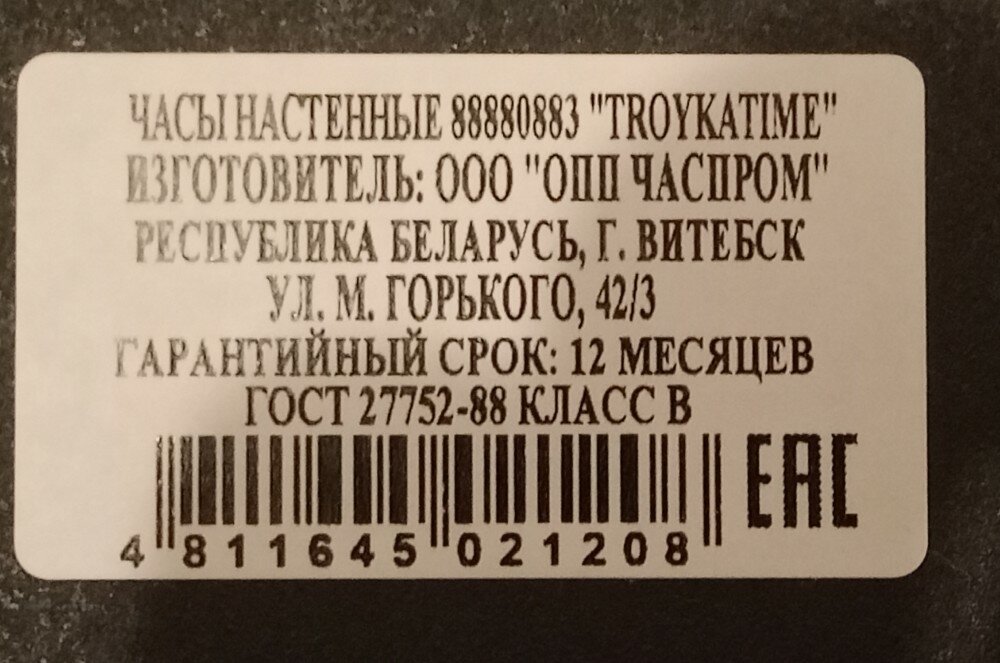 ЧАСЫ НАСТЕННЫЕ 88880883 "TROYKATIME"
ИЗГОТОВИТЕЛЬ: ООО "ОПП ЧАСПРОМ"
РЕСПУБЛИКА БЕЛАРУСЬ, Г. ВИТЕБСК
УЛ. М. ГОРЬКОГО, 42/3
ГАРАНТИЙНЫЙ СРОК: 12 МЕСЯЦЕВ
ГОСТ 27752-88 КЛАСС В
EAC
4 811645 021208